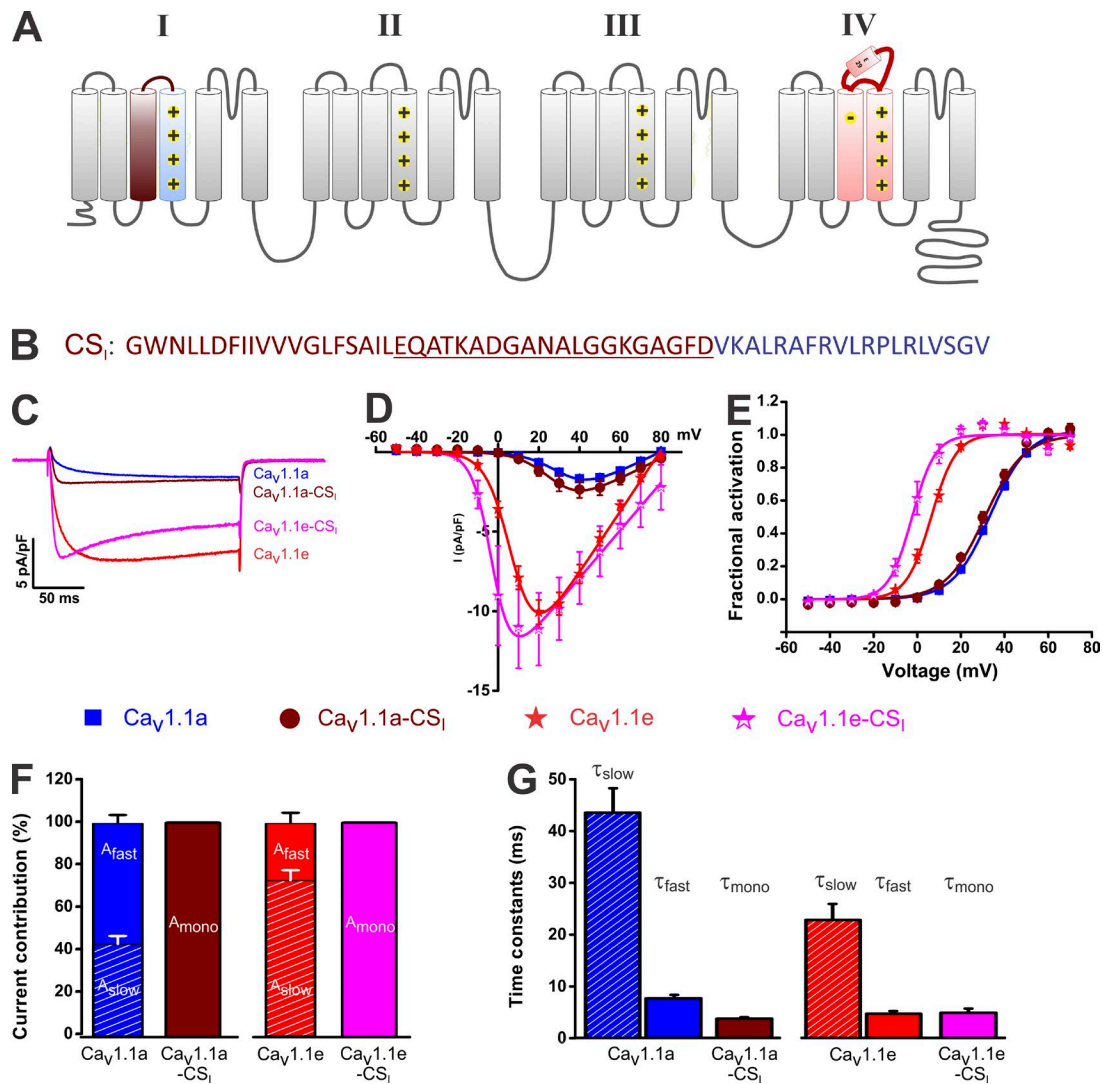 A
I II III IV
+ + + +
+ + + +
+ + + +
- + + + +
B
CSI: GWNLLDFIIVVVGLFSAILEQATKADGANALGGKGAGFDVKALRAFRVLRPLRLVSGV
C
CaV1.1a
CaV1.1a-CSI
CaV1.1e-CSI
CaV1.1e
5 pA/pF
50 ms
D
-60 -40 -20 0 20 40 60 80 mV
-5
-10
-15
I (pA/pF)
E
Fractional activation
1.2
1.0
0.8
0.6
0.4
0.2
0.0
-60 -40 -20 0 20 40 60 80
Voltage (mV)
CaV1.1a CaV1.1a-CSI CaV1.1e CaV1.1e-CSI
F
Current contribution (%)
120
100
80
60
40
20
0
Afast
Aslow
Amono
Afast
Aslow
Amono
CaV1.1a CaV1.1a CaV1.1e CaV1.1e
-CSI -CSI
G
Time constants (ms)
50
40
30
20
10
0
τslow
τfast τmono τslow τfast τmono
CaV1.1a CaV1.1a CaV1.1e CaV1.1e
-CSI -CSI